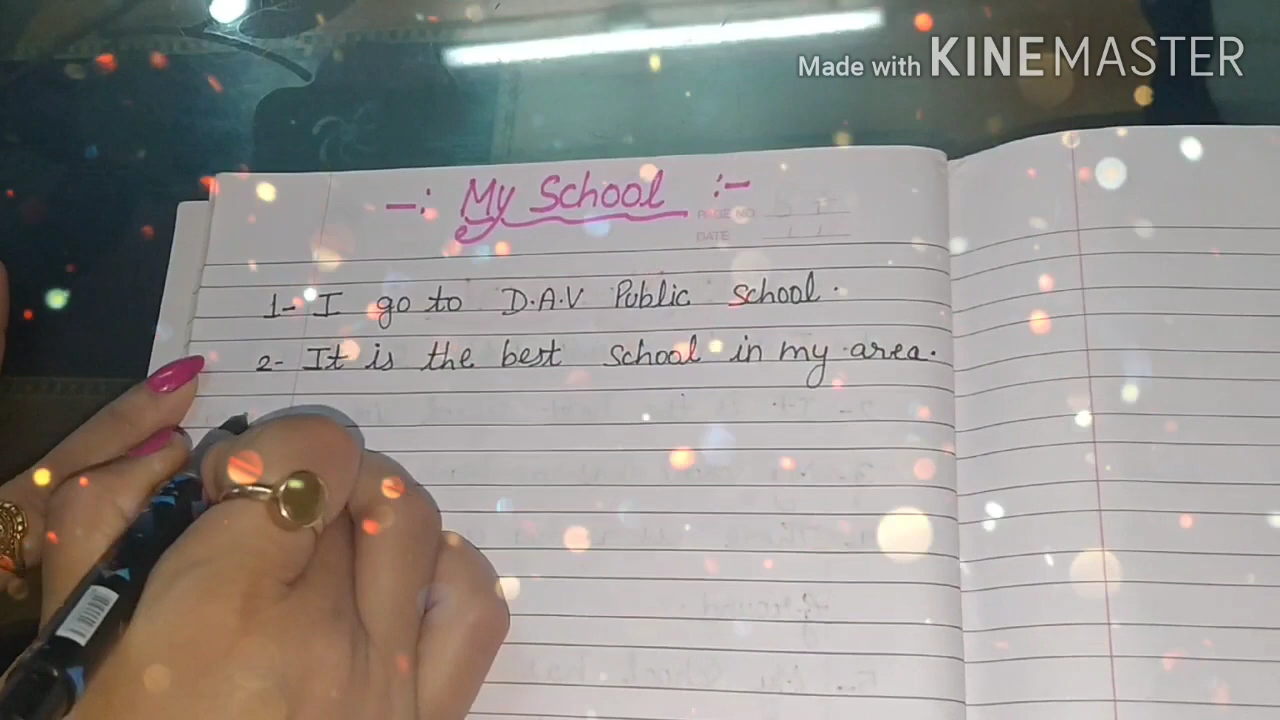 Made with KINEMASTER
-: My School :-
PAGE NO.
DATE
1- I go to D.A.V Public school.
2- It is the best school in my area.